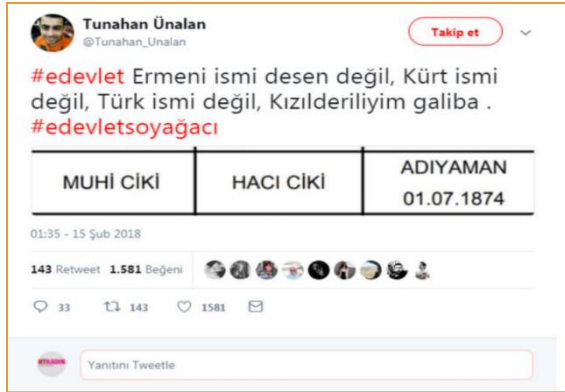 Tunahan Ünalan
@Tunahan_Unalan
Takip et
#edevlet Ermeni ismi desen değil, Kürt ismi
değil, Türk ismi değil, Kızılderiliyim galiba .
#edevletsoyağacı
MUHİ CİKİ
HACI CİKİ
ADIYAMAN
01.07.1874
01:35 - 15 Şub 2018
143 Retweet 1.581 Beğeni
33 143 1581
HTKADIN
Yanıtını Tweetle